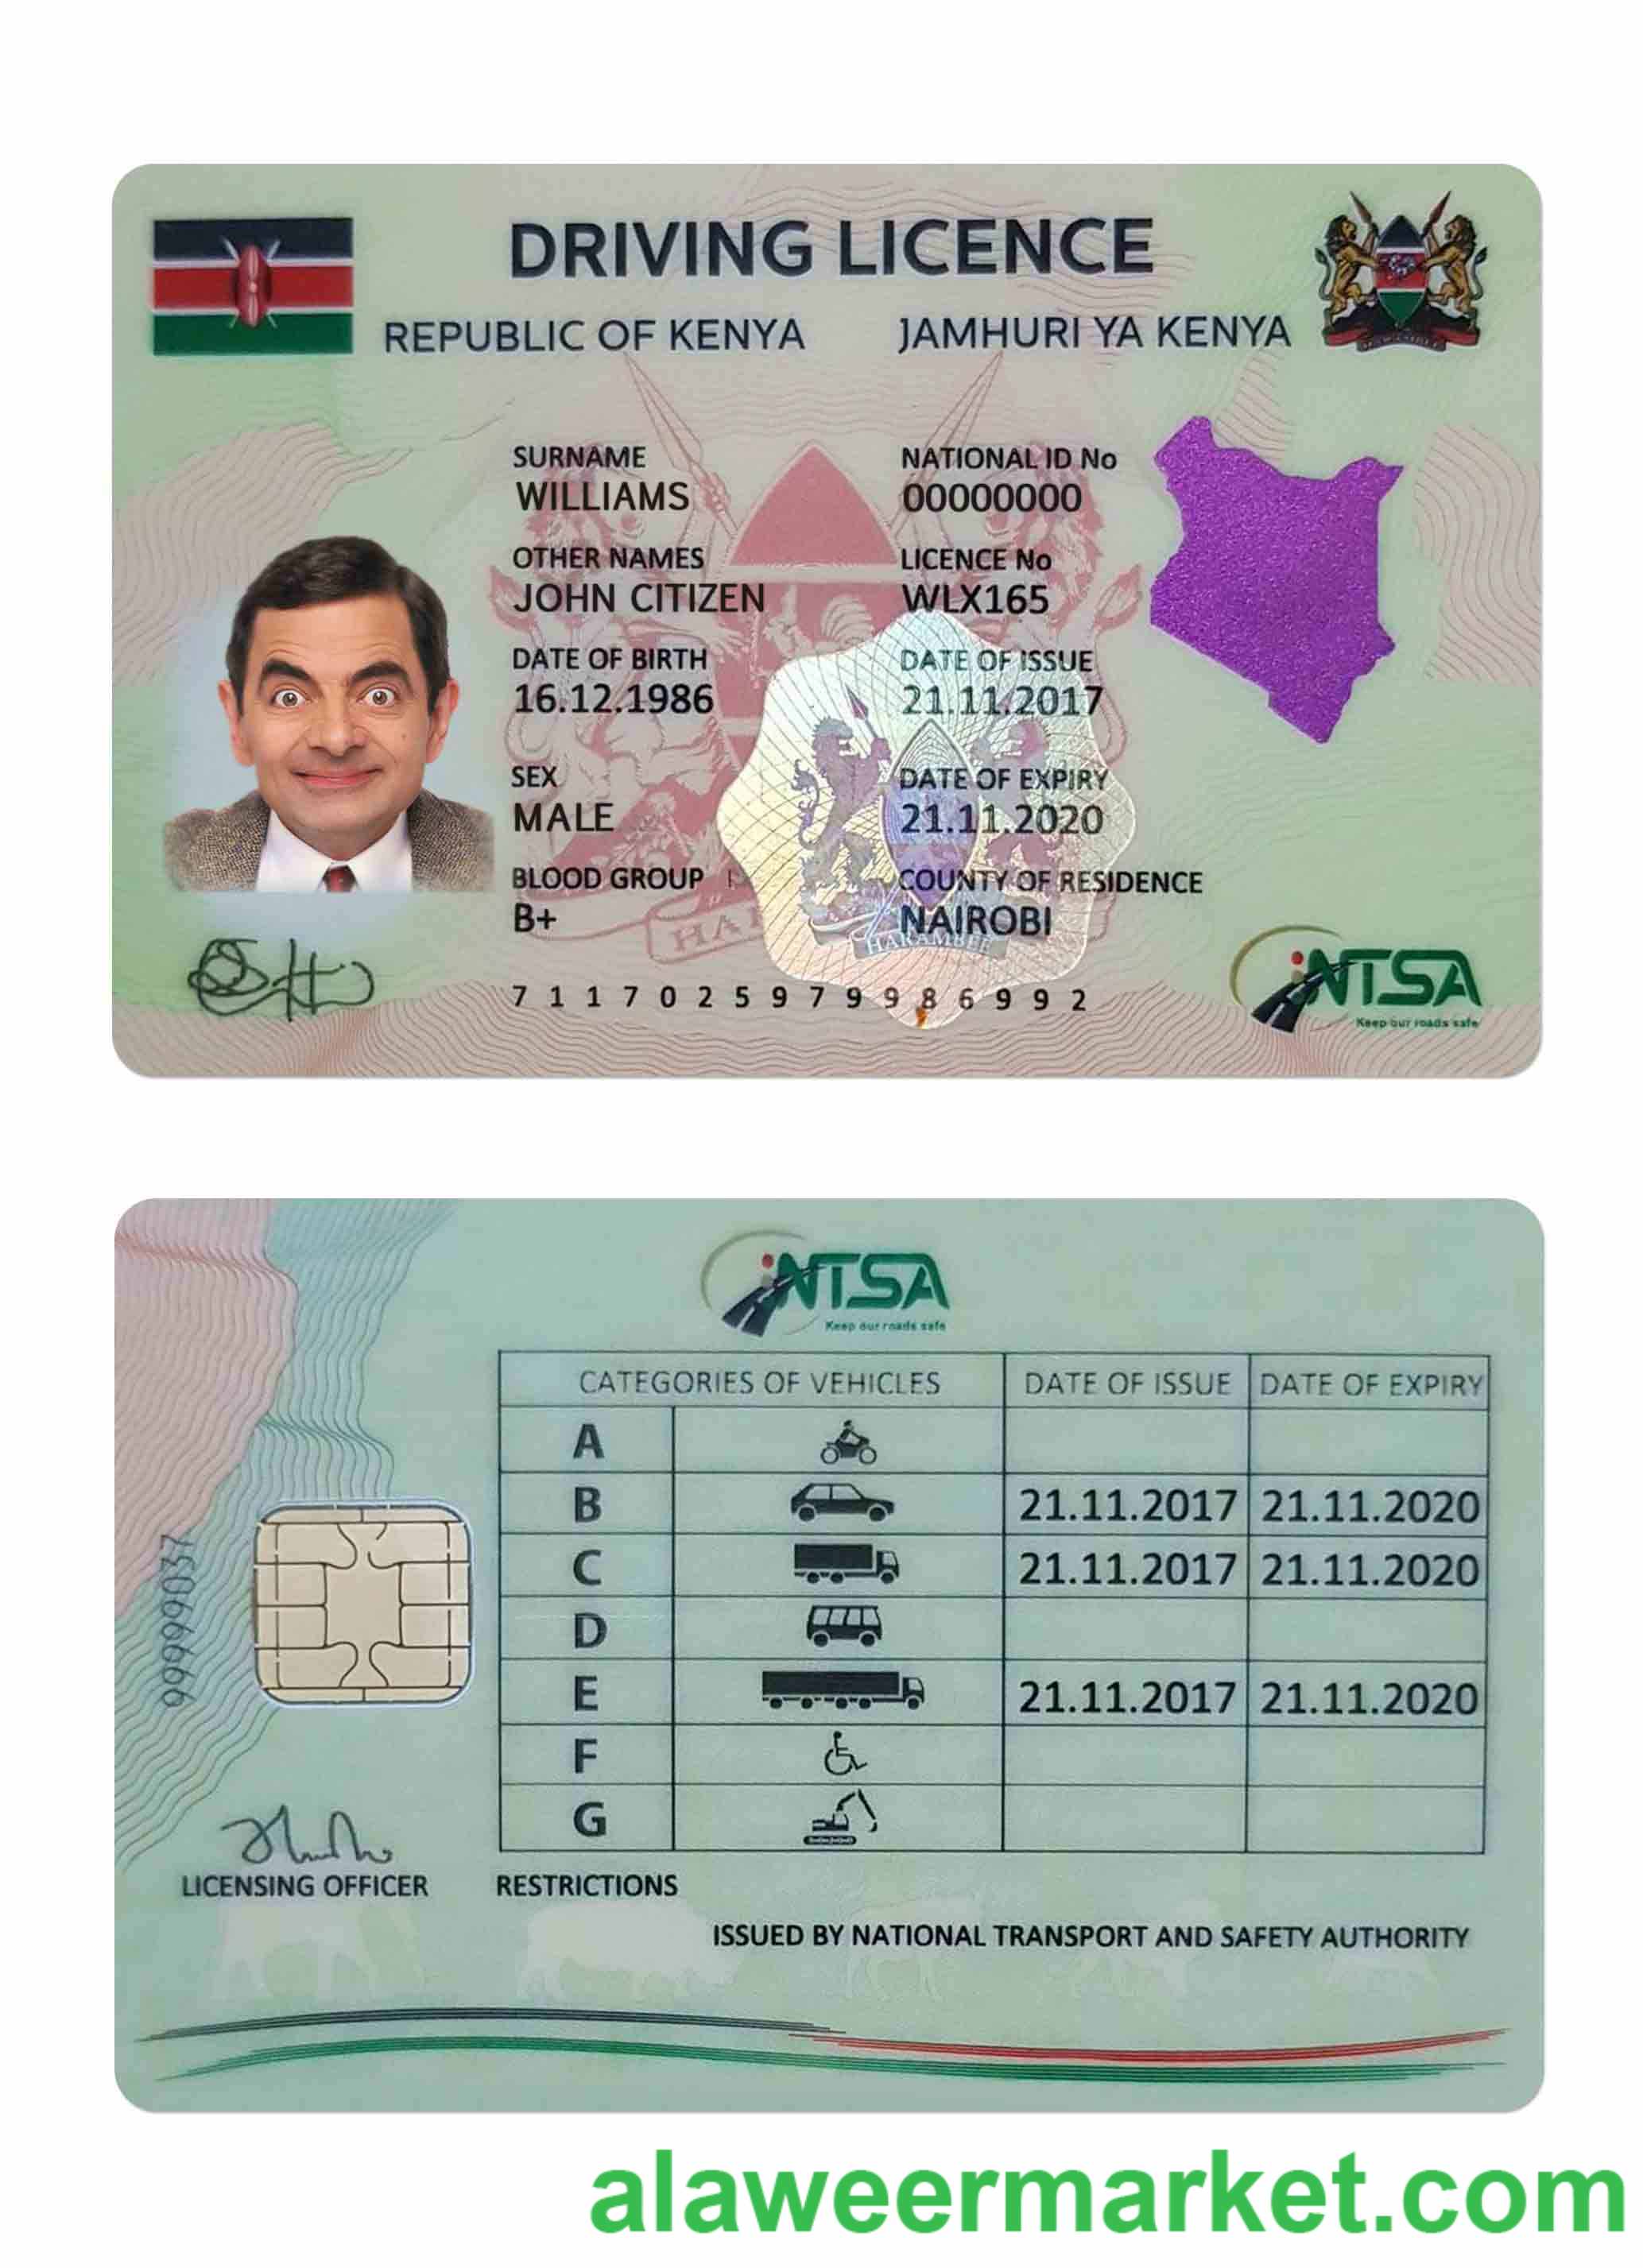 DRIVING LICENCE
REPUBLIC OF KENYA JAMHURI YA KENYA
SURNAME NATIONAL ID No
WILLIAMS 00000000
OTHER NAMES LICENCE No
JOHN CITIZEN WLX165
DATE OF BIRTH DATE OF ISSUE
16.12.1986 21.11.2017
SEX DATE OF EXPIRY
MALE 21.11.2020
BLOOD GROUP COUNTY OF RESIDENCE
B+ NAIROBI
HARAMBEE
7 1 1 7 0 2 5 9 7 9 9 8 6 9 9 2
NTSA
Keep our roads safe
NTSA
Keep our roads safe
CATEGORIES OF VEHICLES DATE OF ISSUE DATE OF EXPIRY
A
B 21.11.2017 21.11.2020
C 21.11.2017 21.11.2020
D
E 21.11.2017 21.11.2020
F
G
LICENSING OFFICER RESTRICTIONS
ISSUED BY NATIONAL TRANSPORT AND SAFETY AUTHORITY
alaweermarket.com